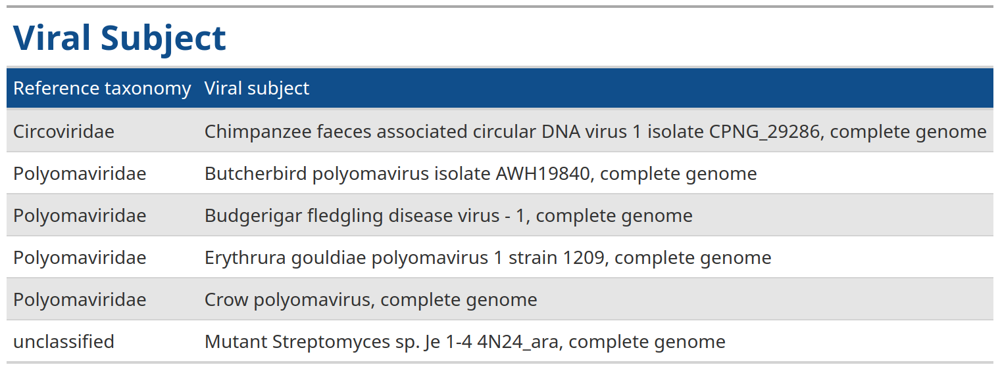 Viral Subject
Reference taxonomy Viral subject
Circoviridae Chimpanzee faeces associated circular DNA virus 1 isolate CPNG_29286, complete genome
Polyomaviridae Butcherbird polyomavirus isolate AWH19840, complete genome
Polyomaviridae Budgerigar fledgling disease virus - 1, complete genome
Polyomaviridae Erythrura gouldiae polyomavirus 1 strain 1209, complete genome
Polyomaviridae Crow polyomavirus, complete genome
unclassified Mutant Streptomyces sp. Je 1-4 4N24_ara, complete genome